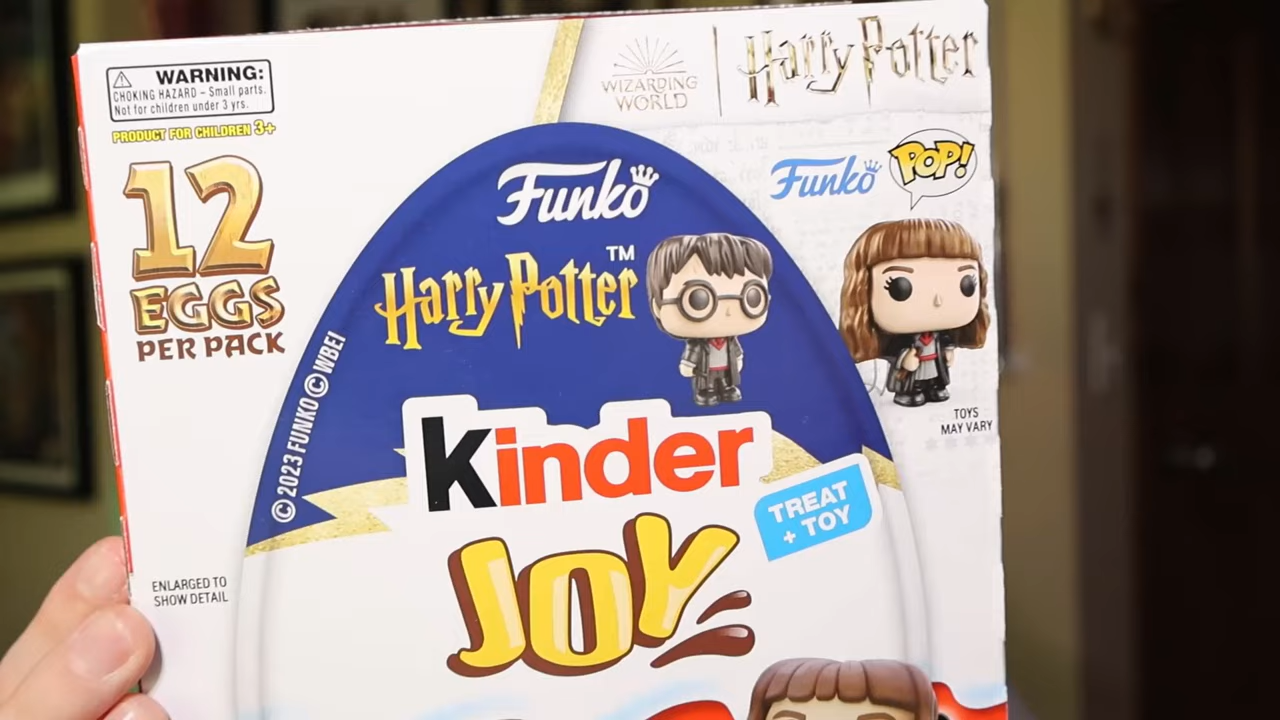 WARNING:
CHOKING HAZARD – Small parts.
Not for children under 3 yrs.
PRODUCT FOR CHILDREN 3+
12
EGGS
PER PACK
WIZARDING
WORLD
Harry Potter
Funko
POP!
Funko
Harry Potter™
© 2023 FUNKO © WBEI
TOYS
MAY VARY
kinder
JOY
TREAT
+ TOY
ENLARGED TO
SHOW DETAIL